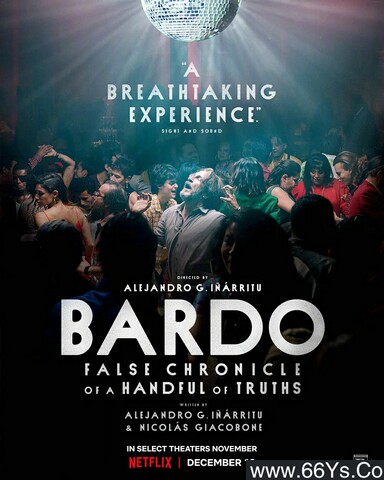 "A
BREATHTAKING
EXPERIENCE."
SIGHT AND SOUND
DIRECTED BY
ALEJANDRO G. IÑÁRRITU
BARDO
FALSE CHRONICLE
OF A HANDFUL OF TRUTHS
WRITTEN BY
ALEJANDRO G. IÑÁRRITU
& NICOLÁS GIACOBONE
IN SELECT THEATERS NOVEMBER
NETFLIX | DECEMBER
www.66Ys.Co